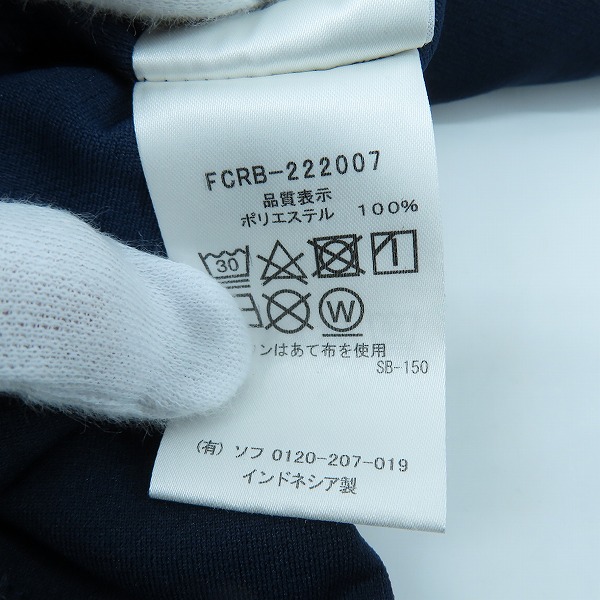 FCRB-222007
品質表示
ポリエステル 100%
30
W
ンはあて布を使用
SB-150
(有) ソフ 0120-207-019
インドネシア製